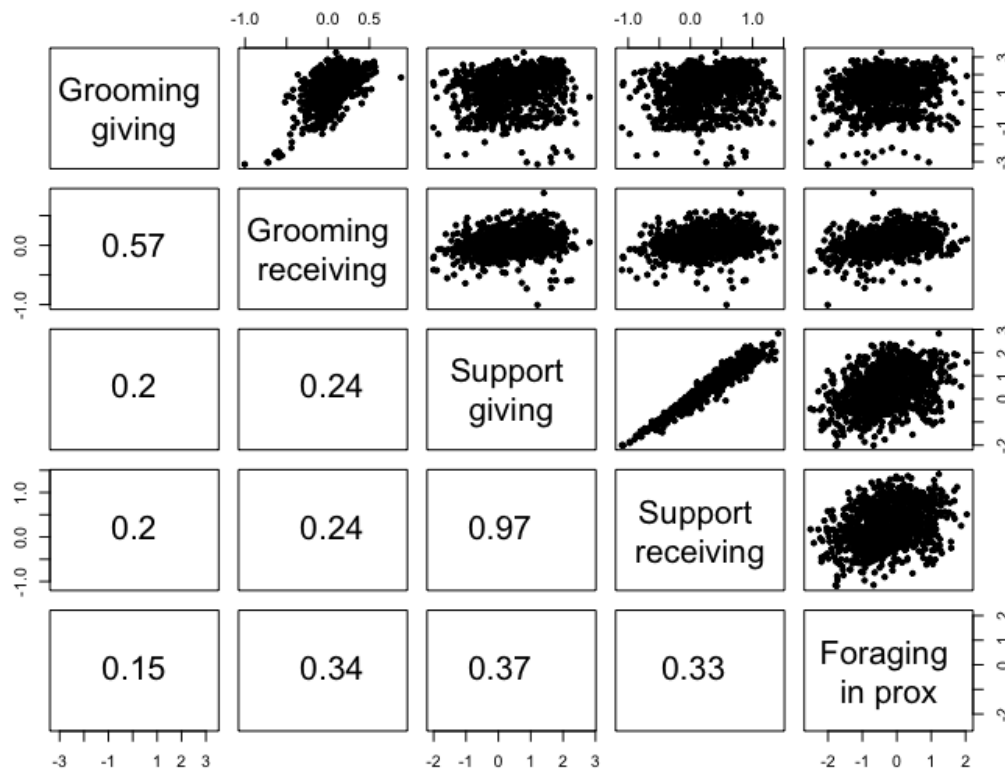 -1.0 0.0 0.5 -1.0 0.0 1.0
Grooming
giving
-3 -1 1 3
0.0 -1.0
0.57
Grooming
receiving
0.2 0.24
Support
giving
-2 0 1 2 3
1.0 0.0 -1.0
0.2 0.24 0.97
Support
receiving
0.15 0.34 0.37 0.33
Foraging
in prox
-2 0 1 2
-3 -1 1 2 3 -2 -1 0 1 2 3 -2 -1 0 1 2